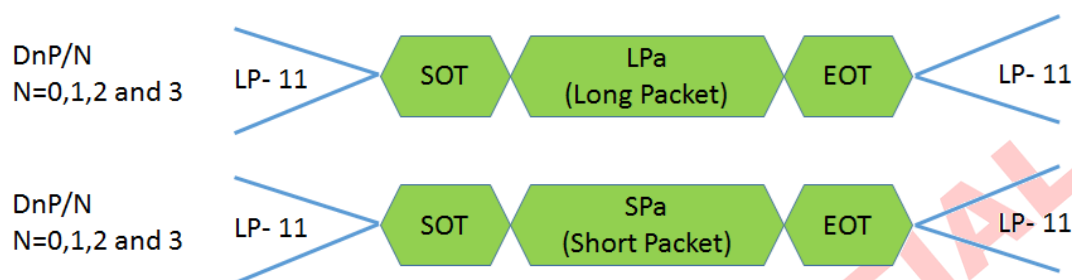 DnP/N
N=0,1,2 and 3
LP- 11
SOT
LPa
(Long Packet)
EOT
LP- 11
DnP/N
N=0,1,2 and 3
LP- 11
SOT
SPa
(Short Packet)
EOT
LP- 11